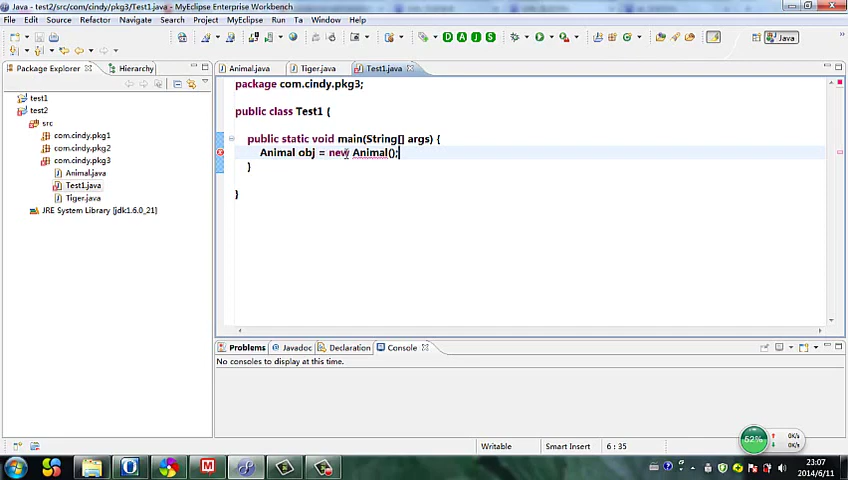 Java - test2/src/com/cindy/pkg3/Test1.java - MyEclipse Enterprise Workbench
File Edit Source Refactor Navigate Search Project MyEclipse Run Ta Window Help
Java
Package Explorer Hierarchy
test1
test2
src
com.cindy.pkg1
com.cindy.pkg2
com.cindy.pkg3
Animal.java
Test1.java
Tiger.java
JRE System Library [jdk1.6.0_21]
Animal.java Tiger.java Test1.java
package com.cindy.pkg3;
public class Test1 {
public static void main(String[] args) {
Animal obj = new Animal();
}
}
Problems @ Javadoc Declaration Console
No consoles to display at this time.
52%
0K/s
0K/s
Writable Smart Insert 6 : 35
23:07
2014/6/11